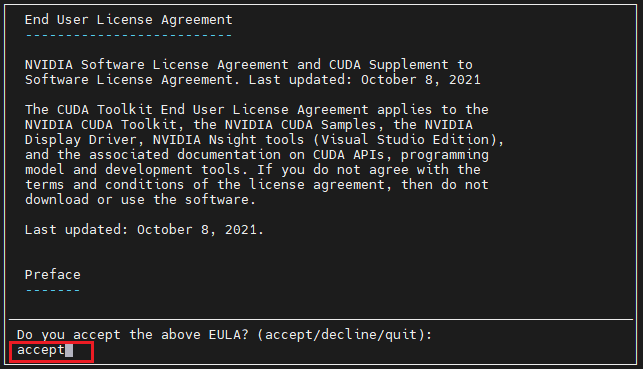 End User License Agreement
--------------------------
NVIDIA Software License Agreement and CUDA Supplement to
Software License Agreement. Last updated: October 8, 2021
The CUDA Toolkit End User License Agreement applies to the
NVIDIA CUDA Toolkit, the NVIDIA CUDA Samples, the NVIDIA
Display Driver, NVIDIA Nsight tools (Visual Studio Edition),
and the associated documentation on CUDA APIs, programming
model and development tools. If you do not agree with the
terms and conditions of the license agreement, then do not
download or use the software.
Last updated: October 8, 2021.
Preface
-------
Do you accept the above EULA? (accept/decline/quit):
accept